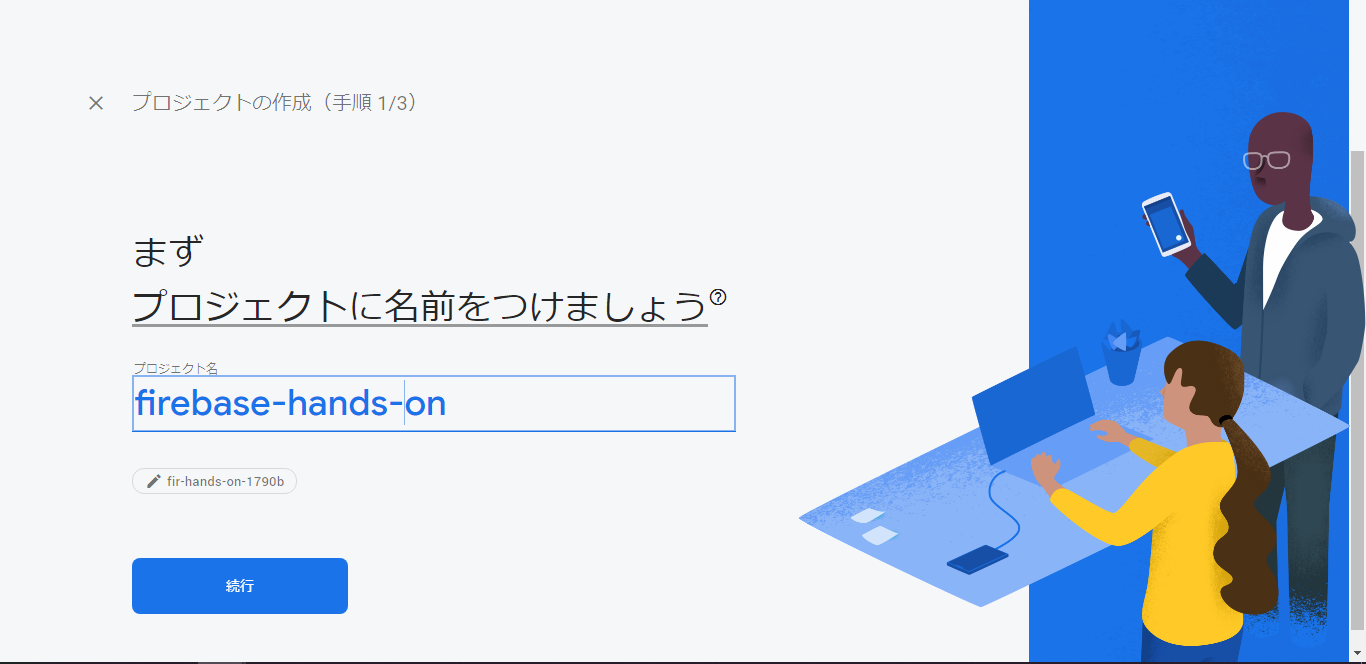 プロジェクトの作成（手順 1/3）
まず
プロジェクトに名前をつけましょう
プロジェクト名
firebase-hands-on
fir-hands-on-1790b
続行